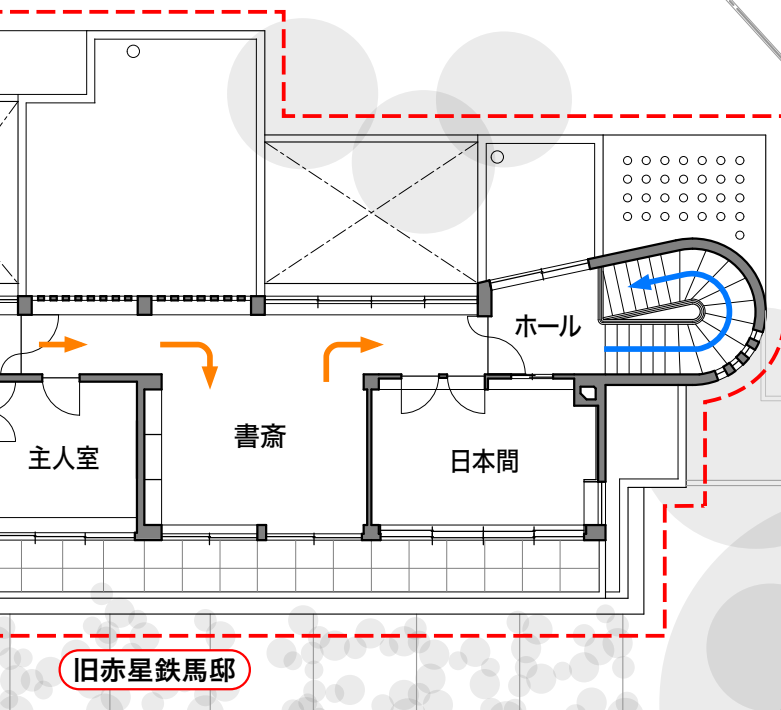 ホール
書斎
主人室
日本間
旧赤星鉄馬邸